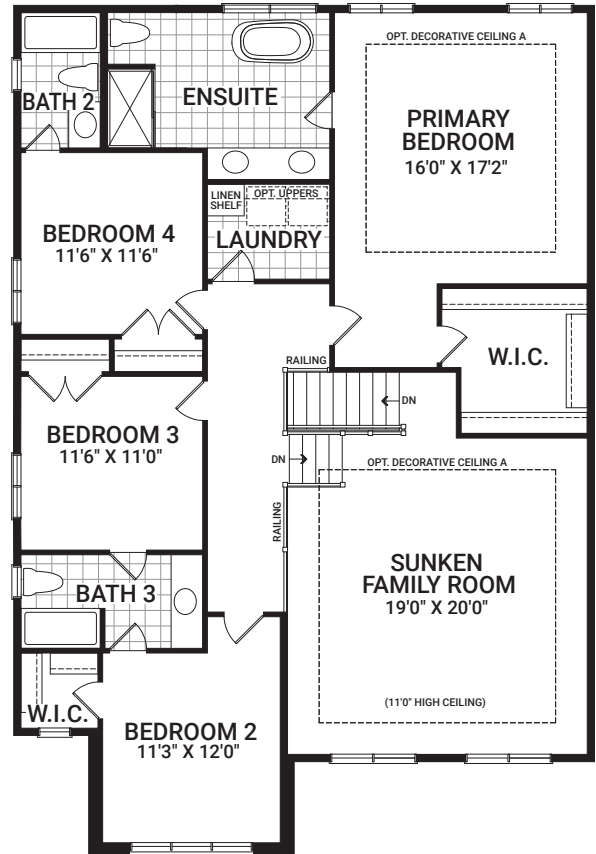 OPT. DECORATIVE CEILING A
BATH 2
ENSUITE
PRIMARY
BEDROOM
16'0" X 17'2"
LINEN
SHELF
OPT. UPPERS
LAUNDRY
BEDROOM 4
11'6" X 11'6"
RAILING
W.I.C.
DN
BEDROOM 3
11'6" X 11'0"
DN
OPT. DECORATIVE CEILING A
RAILING
SUNKEN
FAMILY ROOM
19'0" X 20'0"
BATH 3
(11'0" HIGH CEILING)
W.I.C.
BEDROOM 2
11'3" X 12'0"